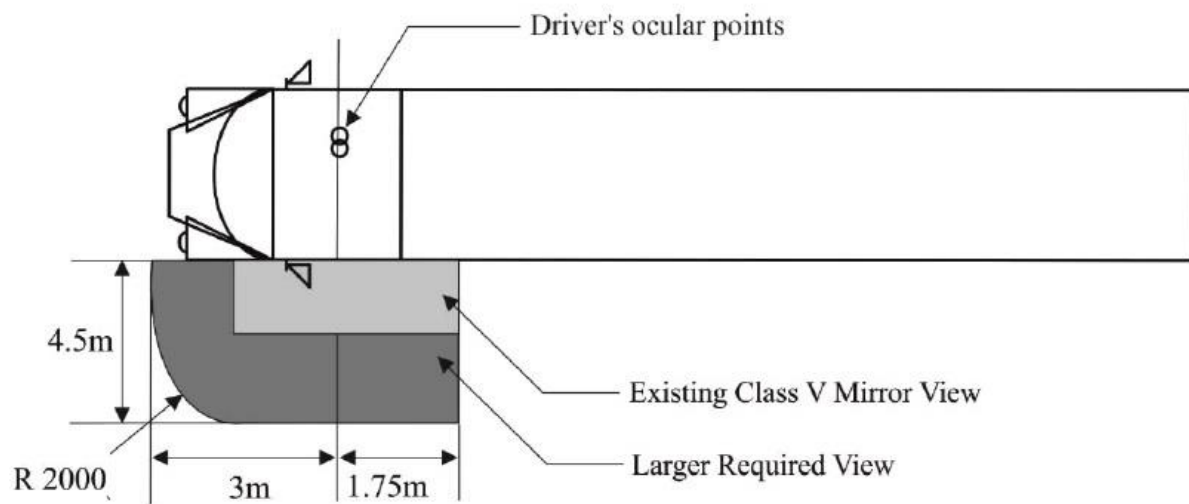 Driver's ocular points
4.5m
Existing Class V Mirror View
Larger Required View
R 2000
3m
1.75m